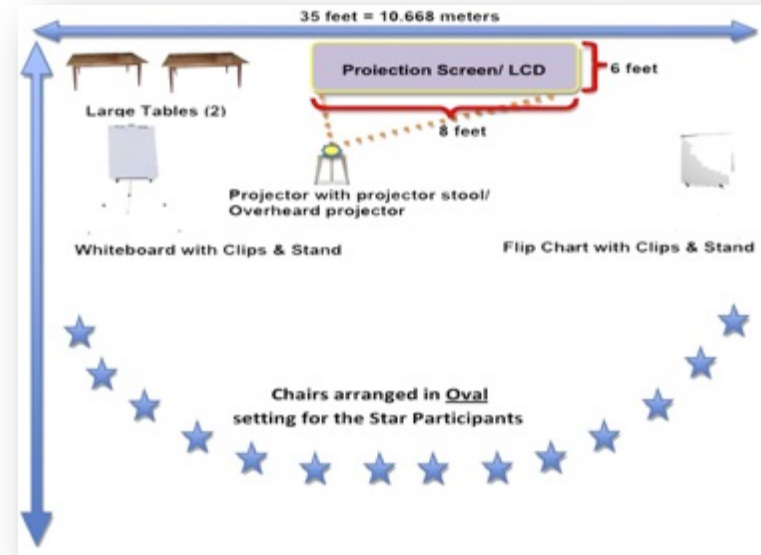 35 feet = 10.668 meters
Projection Screen/ LCD
6 feet
Large Tables (2)
8 feet
Projector with projector stool/
Overheard projector
Whiteboard with Clips & Stand
Flip Chart with Clips & Stand
Chairs arranged in Oval
setting for the Star Participants